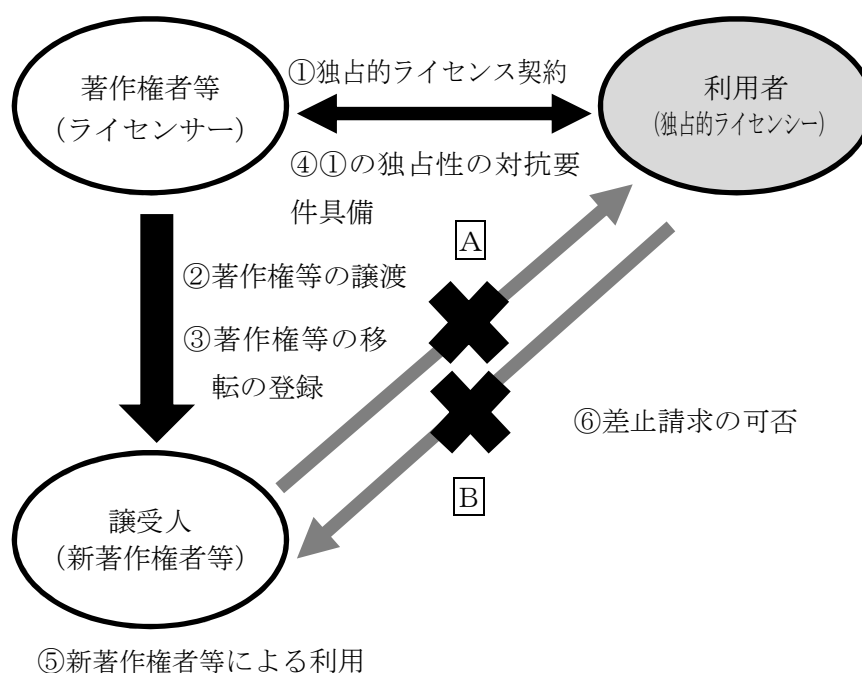 著作権者等
(ライセンサー)
①独占的ライセンス契約
利用者
(独占的ライセンシー)
④①の独占性の対抗要
件具備
A
②著作権等の譲渡
③著作権等の移
転の登録
⑥差止請求の可否
B
譲受人
(新著作権者等)
⑤新著作権者等による利用